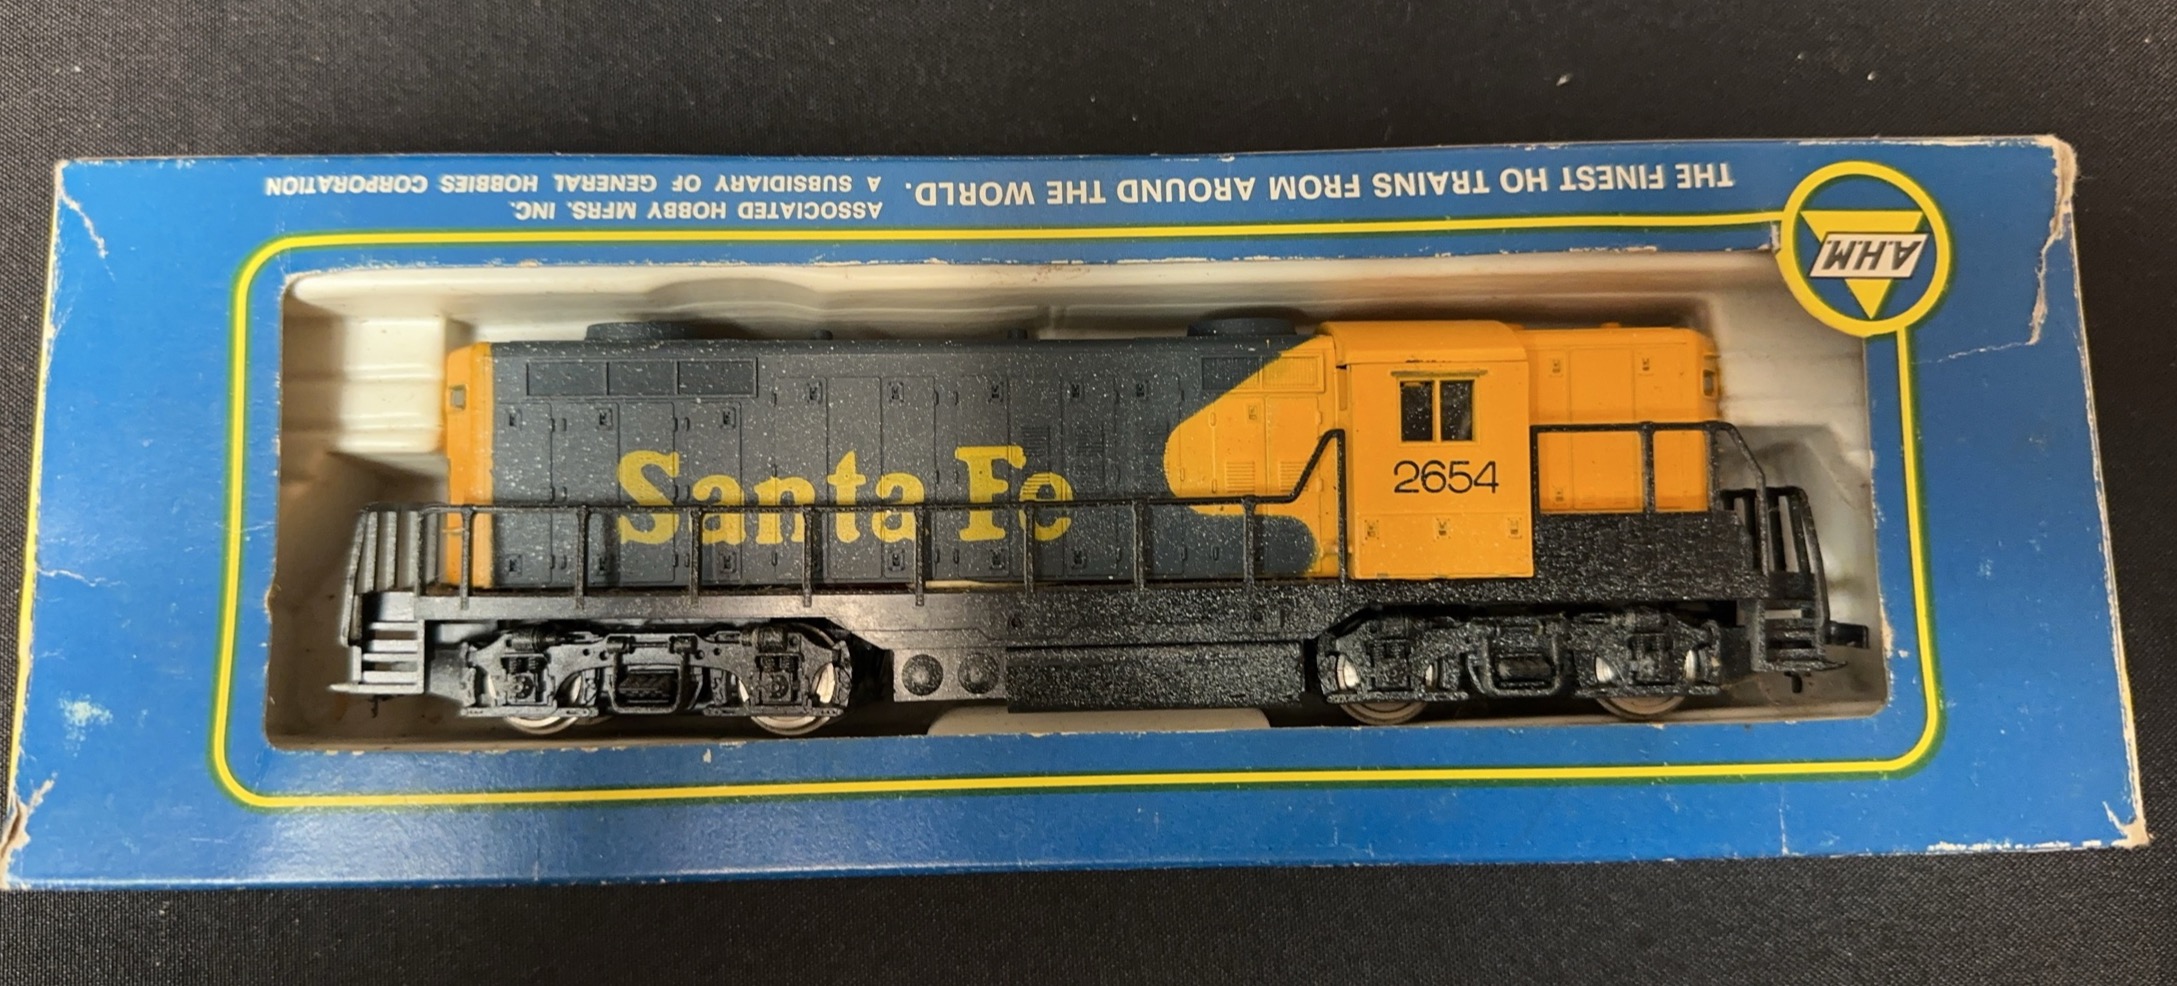 THE FINEST HO TRAINS FROM AROUND THE WORLD.
ASSOCIATED HOBBY MFRS. INC.
A SUBSIDIARY OF GENERAL HOBBIES CORPORATION
A.H.M.
Santa Fe
2654